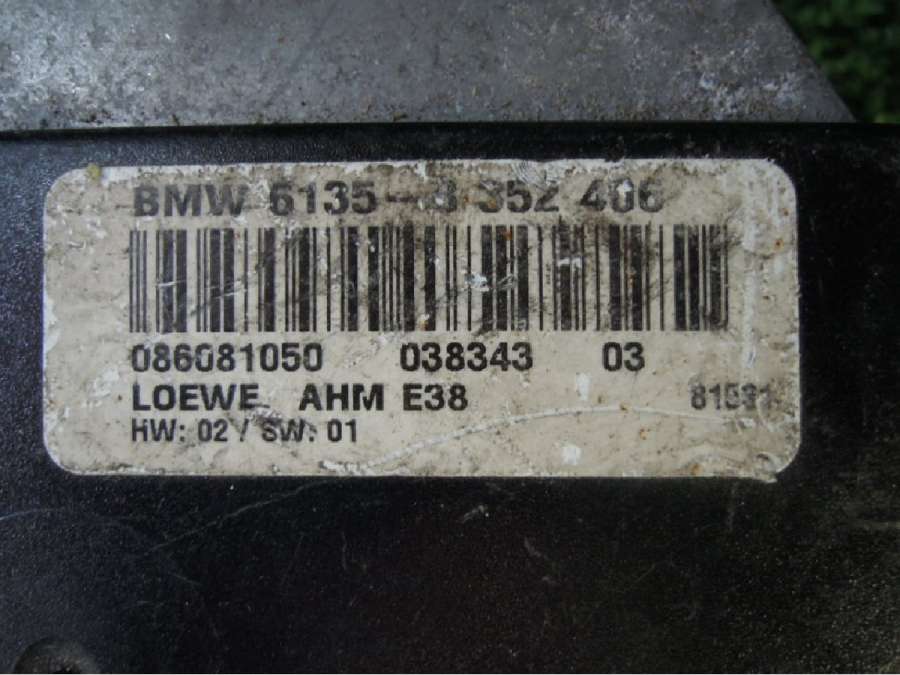 BMW 6135-8 352 406
086081050 038343 03
LOEWE AHM E38
HW: 02 / SW: 01